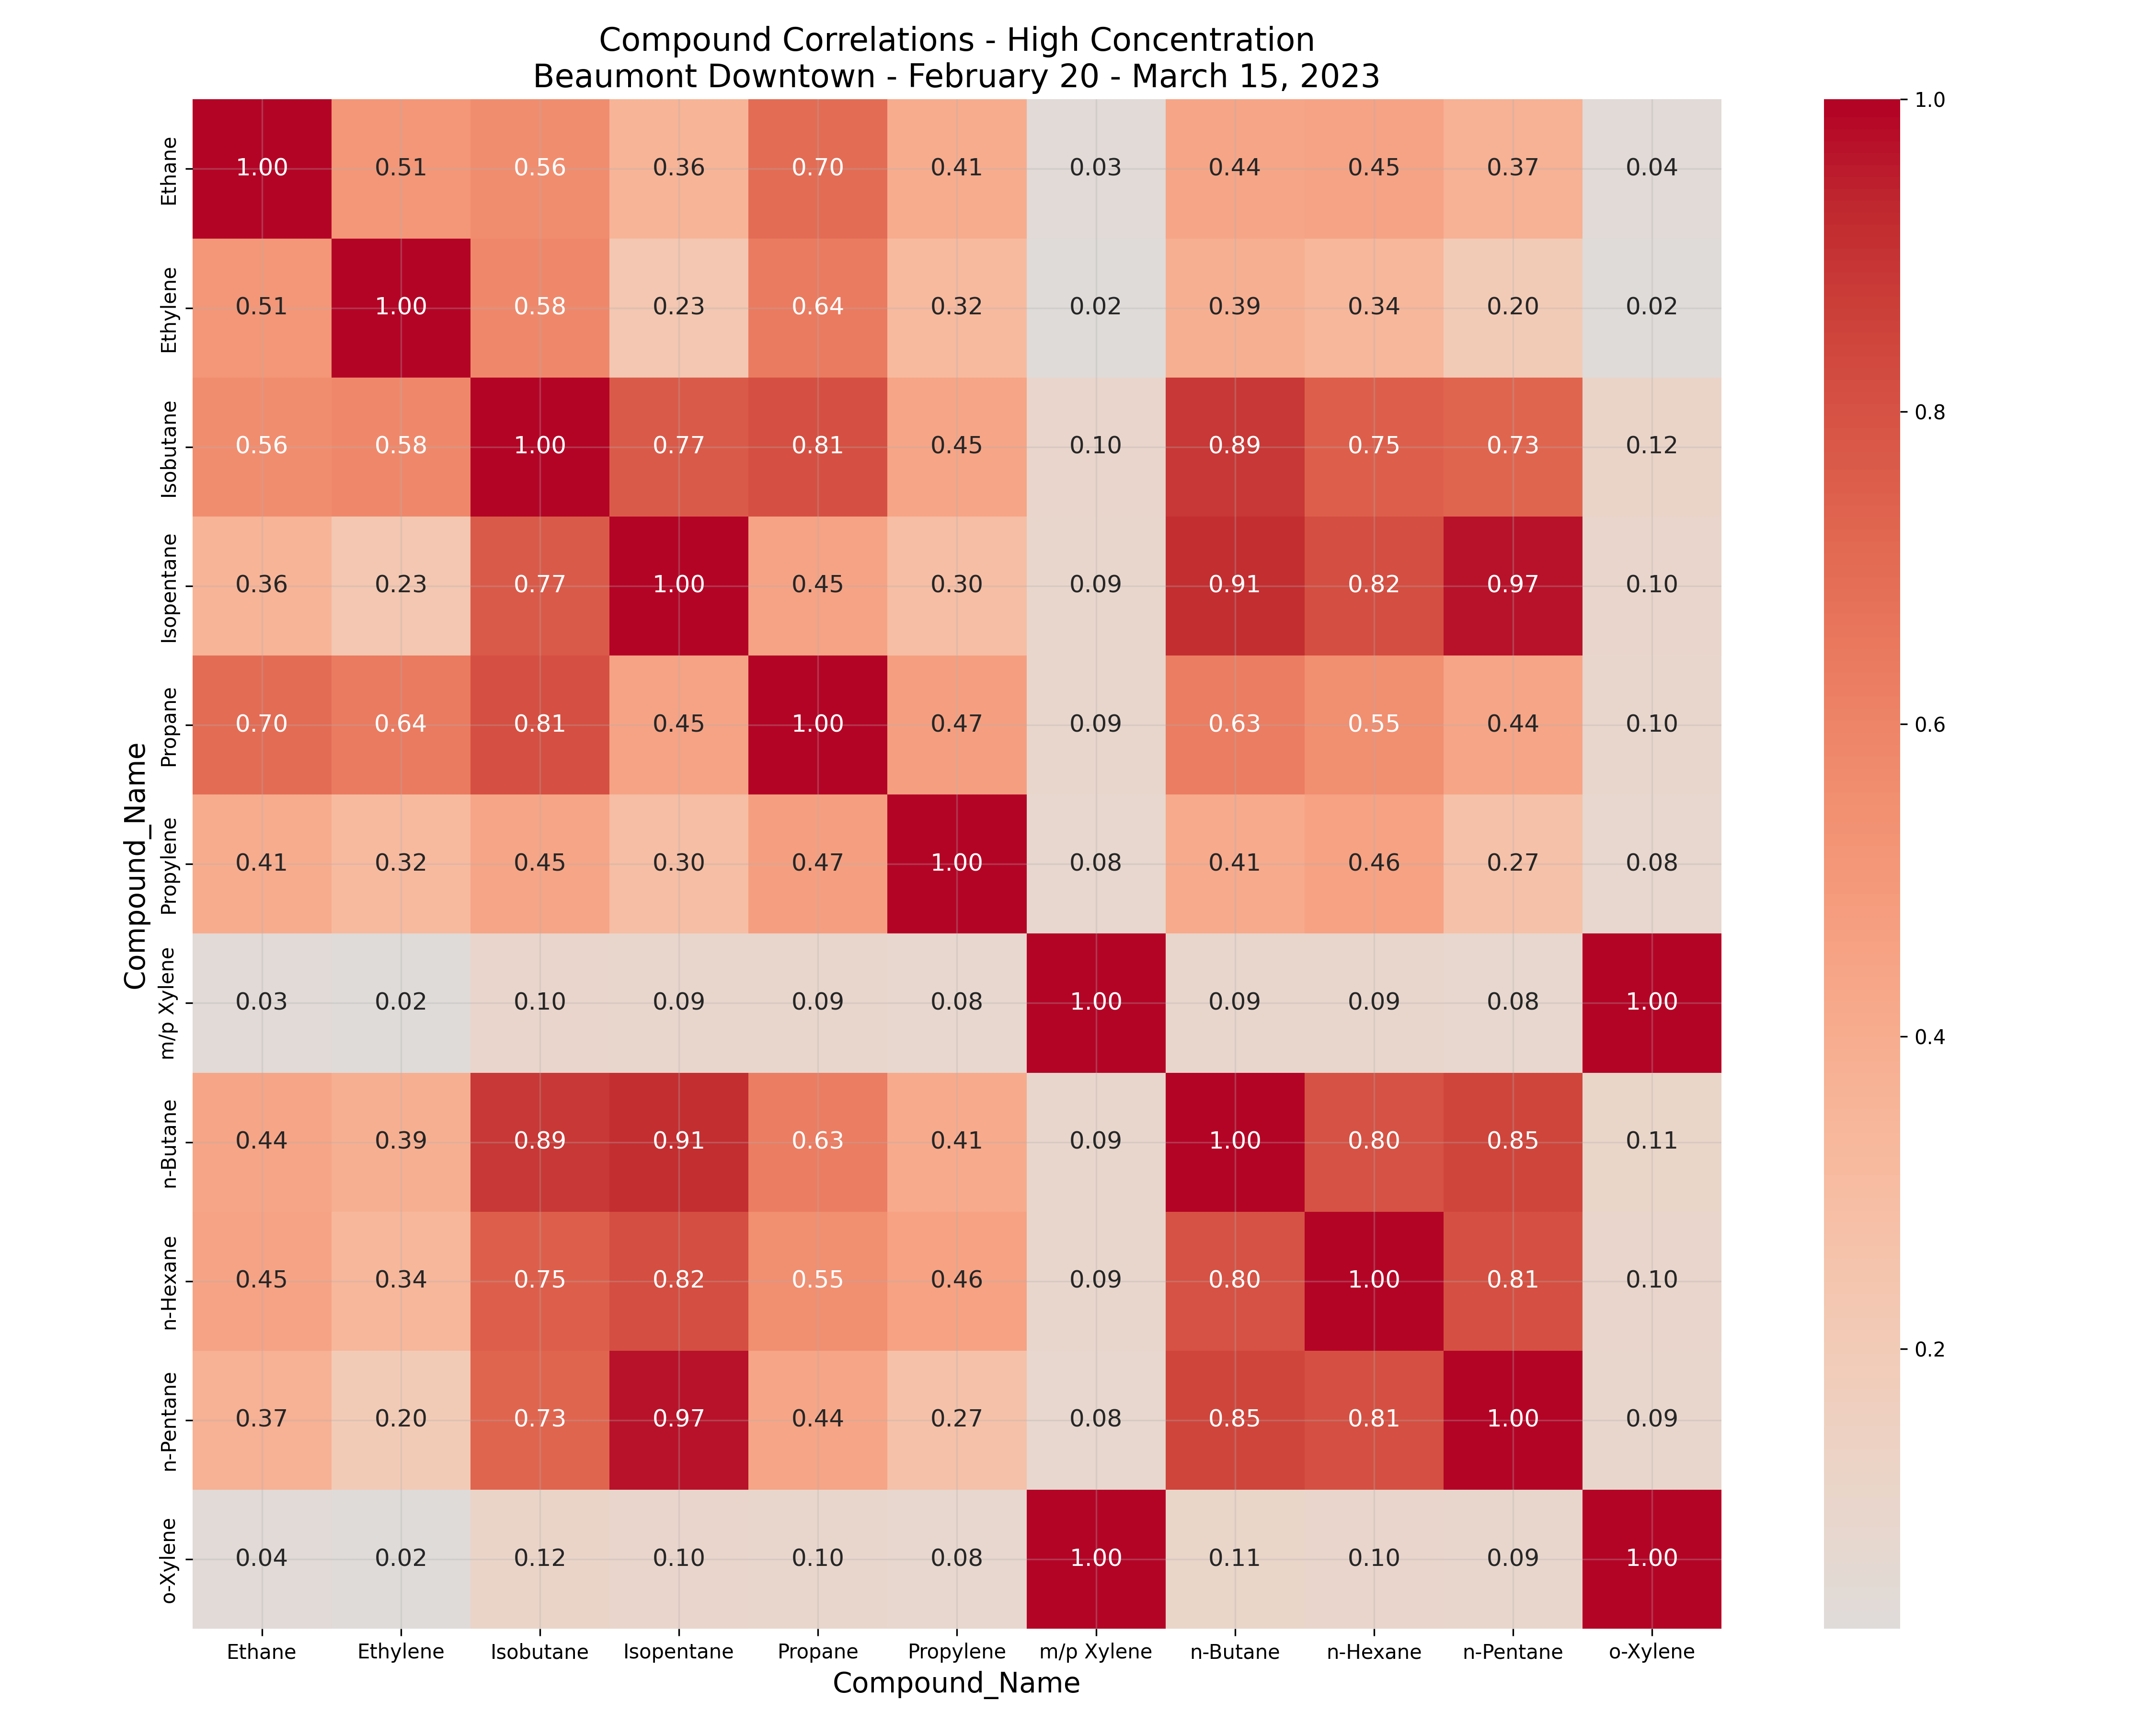 Compound Correlations - High Concentration
Beaumont Downtown - February 20 - March 15, 2023
Compound_Name
Ethane 1.00 0.51 0.56 0.36 0.70 0.41 0.03 0.44 0.45 0.37 0.04
Ethylene 0.51 1.00 0.58 0.23 0.64 0.32 0.02 0.39 0.34 0.20 0.02
Isobutane 0.56 0.58 1.00 0.77 0.81 0.45 0.10 0.89 0.75 0.73 0.12
Isopentane 0.36 0.23 0.77 1.00 0.45 0.30 0.09 0.91 0.82 0.97 0.10
Propane 0.70 0.64 0.81 0.45 1.00 0.47 0.09 0.63 0.55 0.44 0.10
Propylene 0.41 0.32 0.45 0.30 0.47 1.00 0.08 0.41 0.46 0.27 0.08
m/p Xylene 0.03 0.02 0.10 0.09 0.09 0.08 1.00 0.09 0.09 0.08 1.00
n-Butane 0.44 0.39 0.89 0.91 0.63 0.41 0.09 1.00 0.80 0.85 0.11
n-Hexane 0.45 0.34 0.75 0.82 0.55 0.46 0.09 0.80 1.00 0.81 0.10
n-Pentane 0.37 0.20 0.73 0.97 0.44 0.27 0.08 0.85 0.81 1.00 0.09
o-Xylene 0.04 0.02 0.12 0.10 0.10 0.08 1.00 0.11 0.10 0.09 1.00
Ethane Ethylene Isobutane Isopentane Propane Propylene m/p Xylene n-Butane n-Hexane n-Pentane o-Xylene
Compound_Name
1.0
0.8
0.6
0.4
0.2